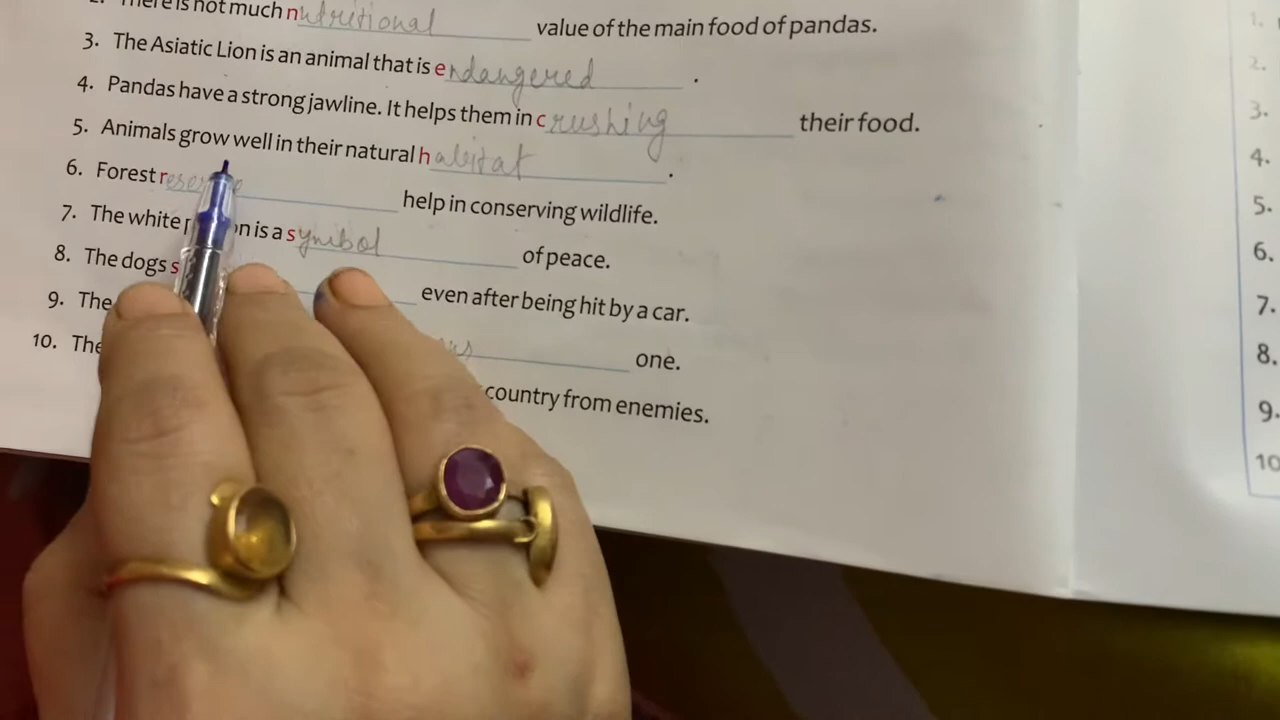 There is not much nutritional value of the main food of pandas.
3. The Asiatic Lion is an animal that is endangered.
4. Pandas have a strong jawline. It helps them in crushing their food.
5. Animals grow well in their natural habitat.
6. Forest reserve help in conserving wildlife.
7. The white is a symbol of peace.
8. The dogs s even after being hit by a car.
9. The one.
10. The country from enemies.
1.
2.
3.
4.
5.
6.
7.
8.
9.
10